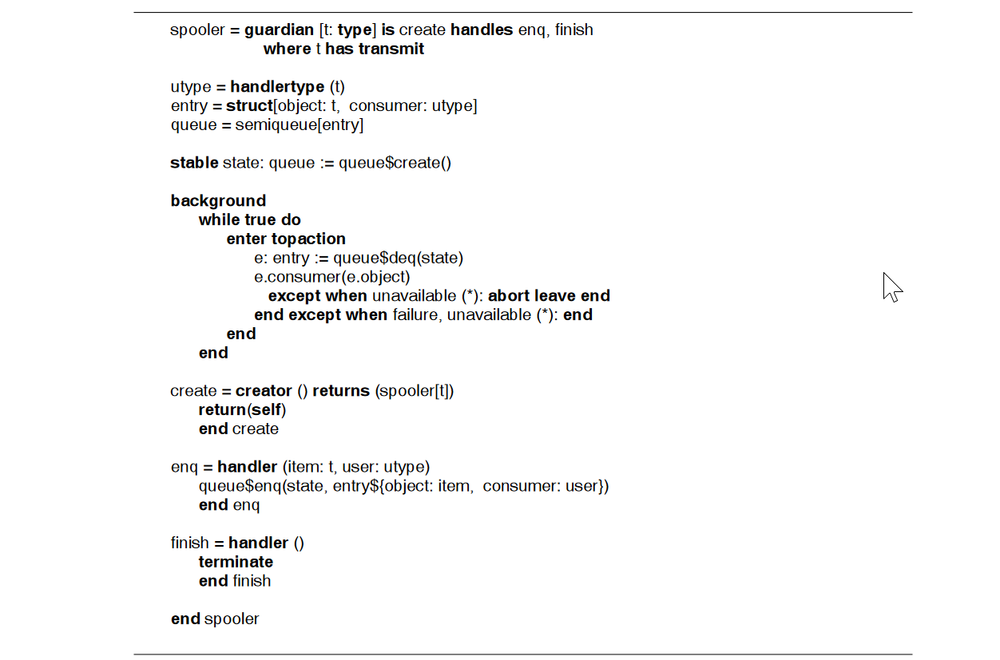 spooler = guardian [t: type] is create handles enq, finish
where t has transmit
utype = handlertype (t)
entry = struct[object: t, consumer: utype]
queue = semiqueue[entry]
stable state: queue := queue$create()
background
while true do
enter topaction
e: entry := queue$deq(state)
e.consumer(e.object)
except when unavailable (*): abort leave end
end except when failure, unavailable (*): end
end
end
create = creator () returns (spooler[t])
return(self)
end create
enq = handler (item: t, user: utype)
queue$enq(state, entry${object: item, consumer: user})
end enq
finish = handler ()
terminate
end finish
end spooler